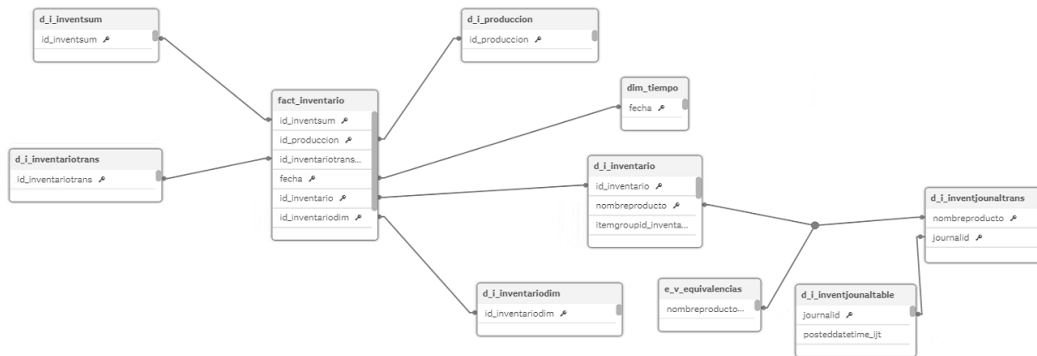 d_i_inventsum
id_inventsum
d_i_produccion
id_produccion
fact_inventario
id_inventsum
id_produccion
id_inventariotrans...
fecha
id_inventario
id_inventariodim
dim_tiempo
fecha
d_i_inventariotrans
id_inventariotrans
d_i_inventario
id_inventario
nombreproducto
itemgroupid_inventa...
d_i_inventjounaltrans
nombreproducto
journalid
d_i_inventariodim
id_inventariodim
e_v_equivalencias
nombreproducto...
d_i_inventjounaltable
journalid
posteddatetime_ijt